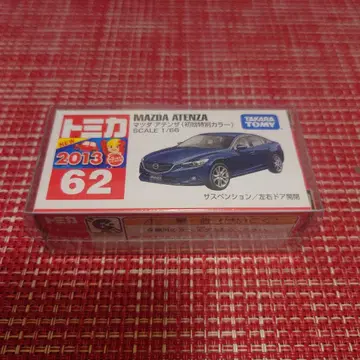 トミカ
2013
62
MAZDA ATENZA
マツダ アテンザ(初回特別カラー)
SCALE 1/66
TAKARA
TOMY
サスペンション/左右ドア開閉